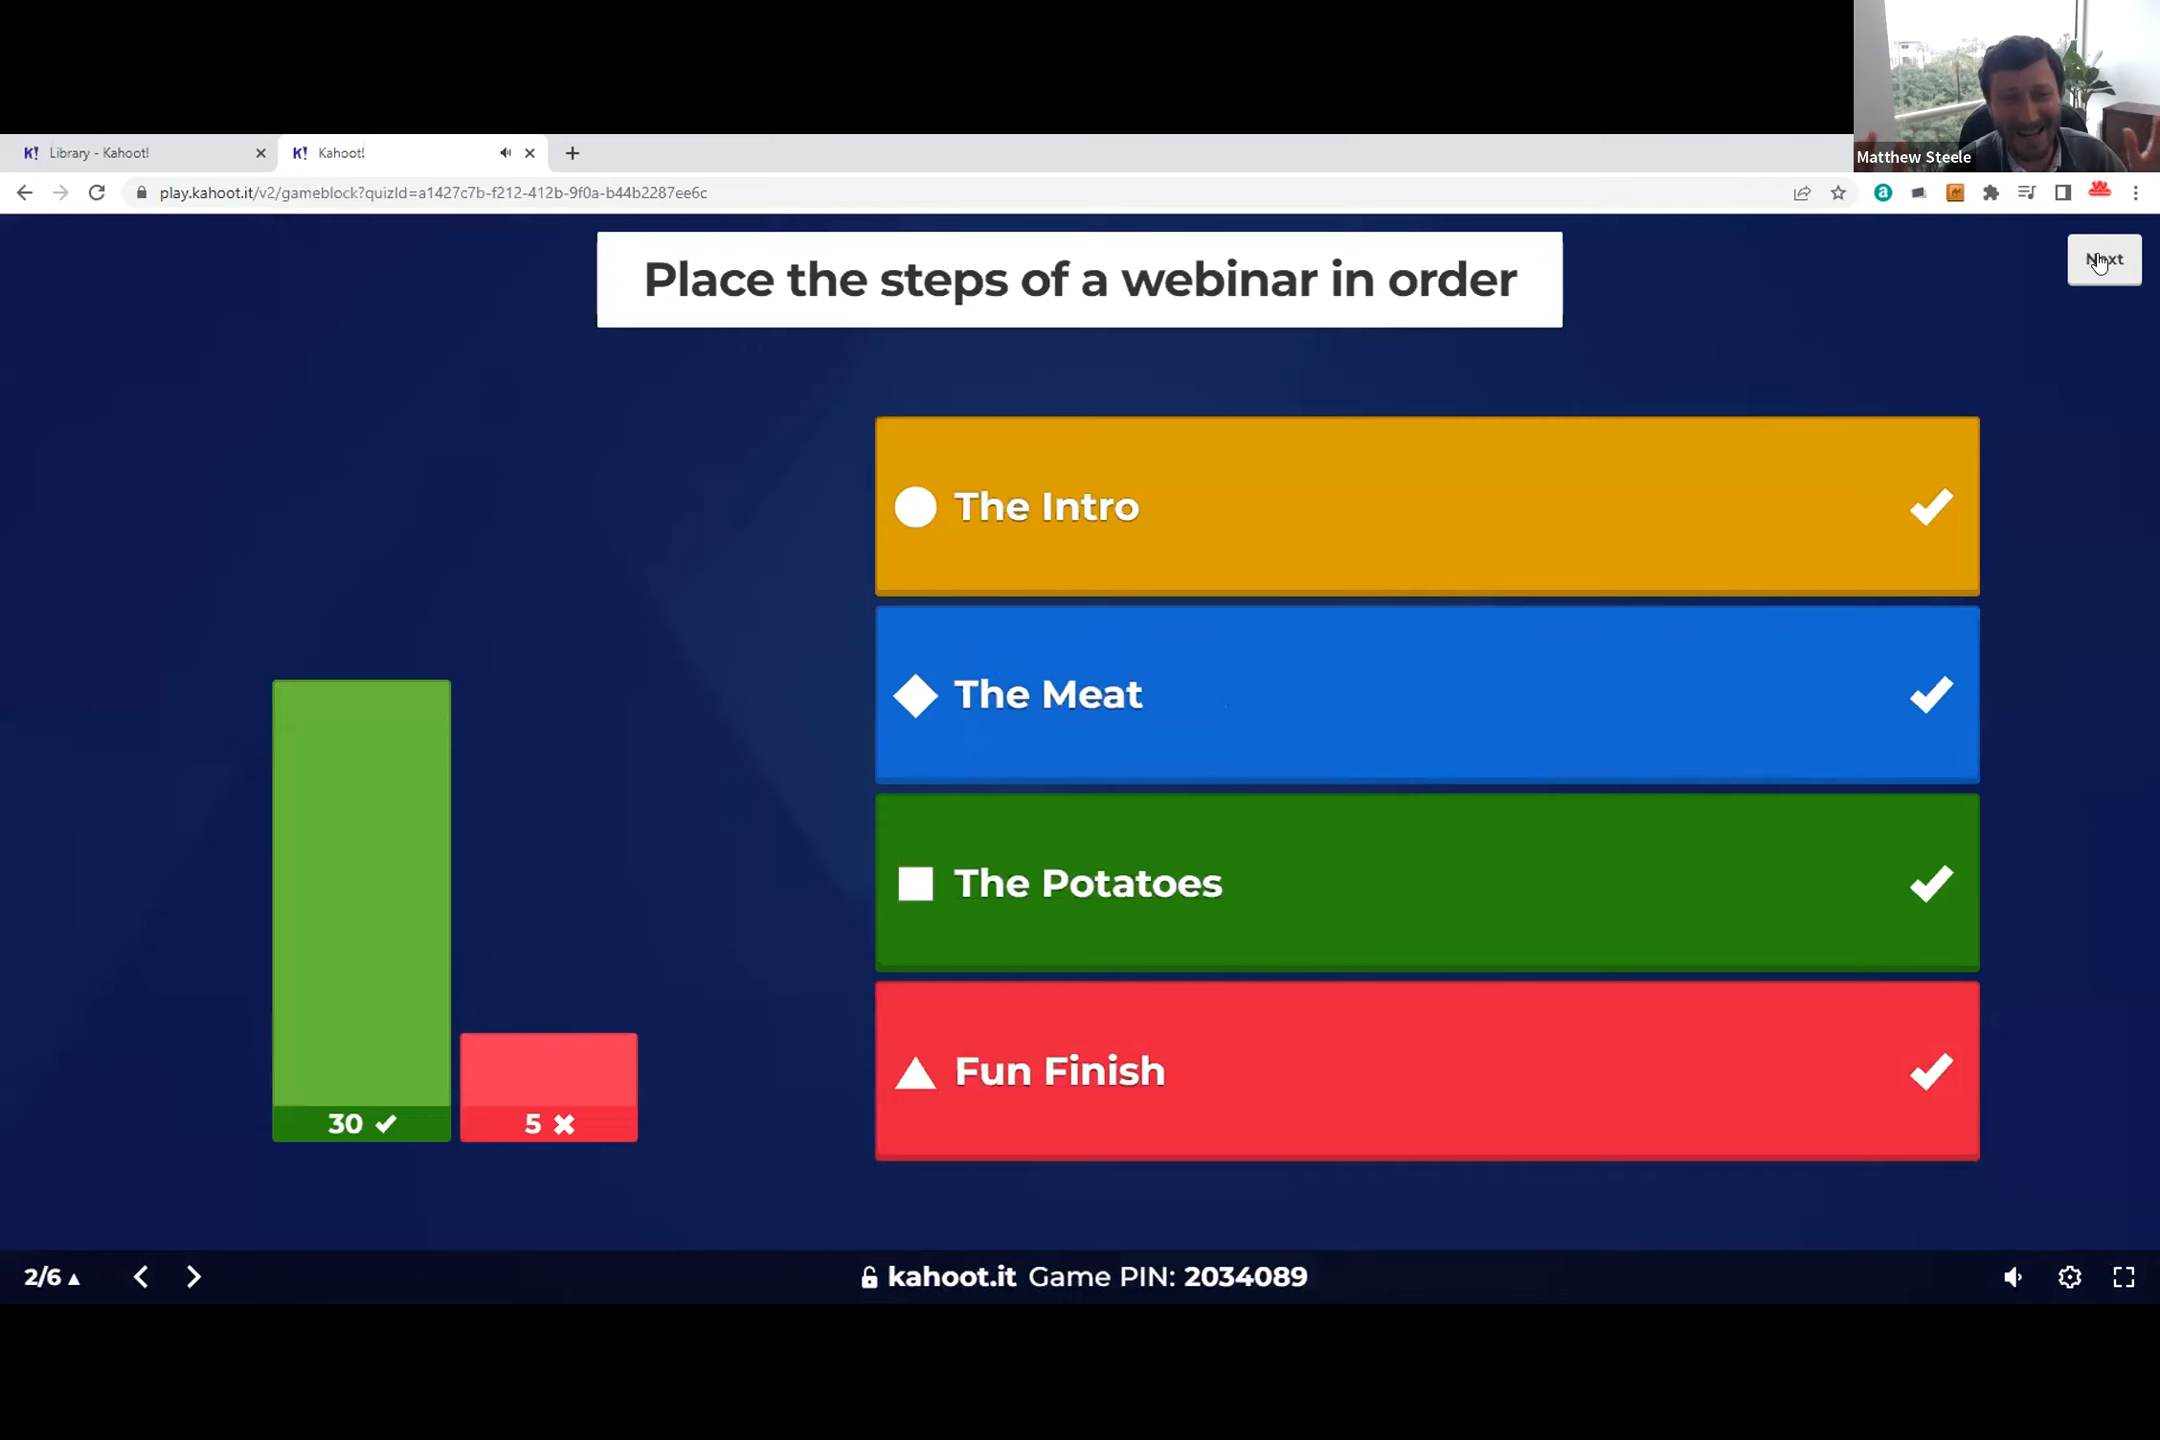 Matthew Steele
K! Library - Kahoot!
K! Kahoot!
play.kahoot.it/v2/gameblock?quizId=a1427c7b-f212-412b-9f0a-b44b2287ee6c
Place the steps of a webinar in order
The Intro
The Meat
The Potatoes
Fun Finish
30
5
2/6
kahoot.it Game PIN: 2034089